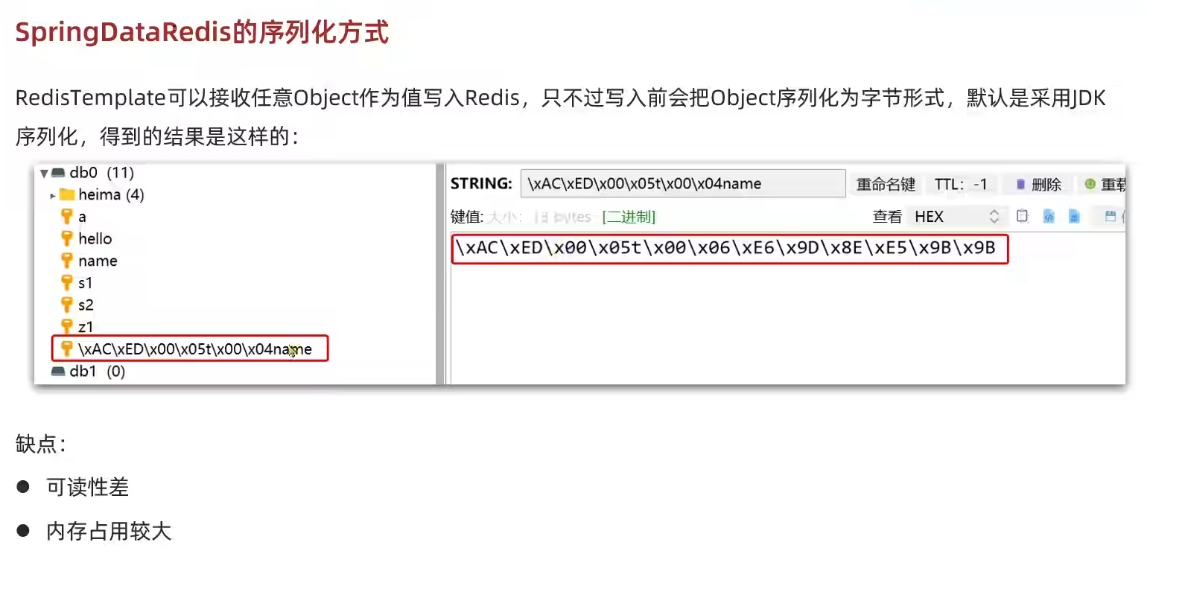 SpringDataRedis的序列化方式
RedisTemplate可以接收任意Object作为值写入Redis，只不过写入前会把Object序列化为字节形式，默认是采用JDK
序列化，得到的结果是这样的：
db0 (11)
heima (4)
a
hello
name
s1
s2
z1
\xAC\xED\x00\x05t\x00\x04name
db1 (0)
STRING: \xAC\xED\x00\x05t\x00\x04name 重命名键 TTL: -1 删除 重载
键值: 大小: bytes [二进制] 查看 HEX
\xAC\xED\x00\x05t\x00\x06\xE6\x9D\x8E\xE5\x9B\x9B
缺点：
● 可读性差
● 内存占用较大